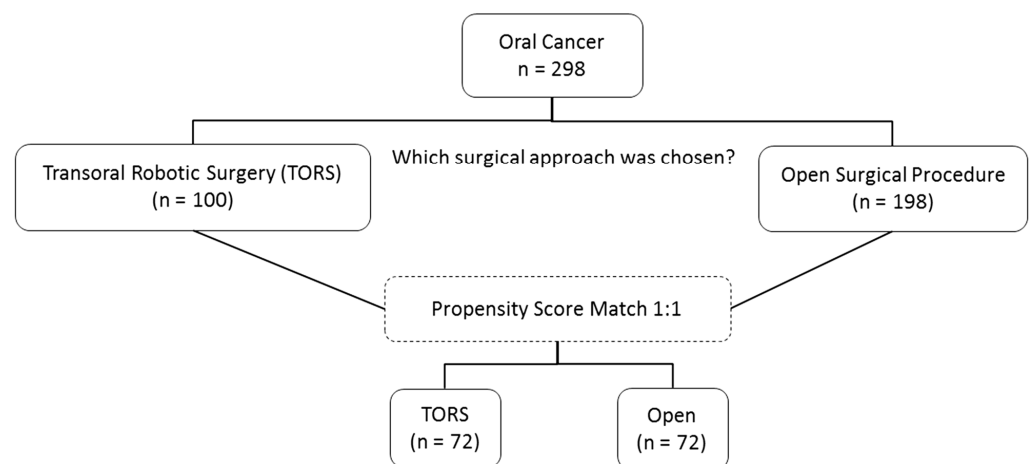 Oral Cancer
n = 298
Which surgical approach was chosen?
Transoral Robotic Surgery (TORS)
(n = 100)
Open Surgical Procedure
(n = 198)
Propensity Score Match 1:1
TORS
(n = 72)
Open
(n = 72)